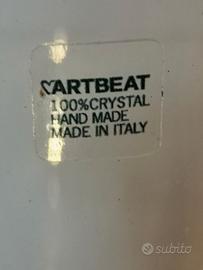 ARTBEAT
100% CRYSTAL
HAND MADE
MADE IN ITALY
subito